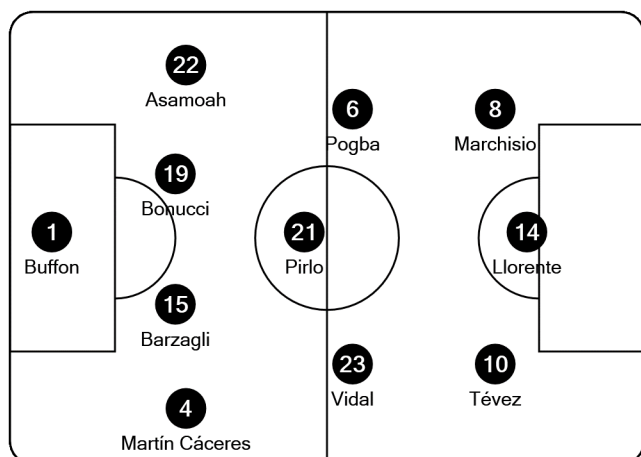 22
Asamoah
6
Pogba
8
Marchisio
19
Bonucci
1
Buffon
21
Pirlo
14
Llorente
15
Barzagli
23
Vidal
10
Tévez
4
Martín Cáceres